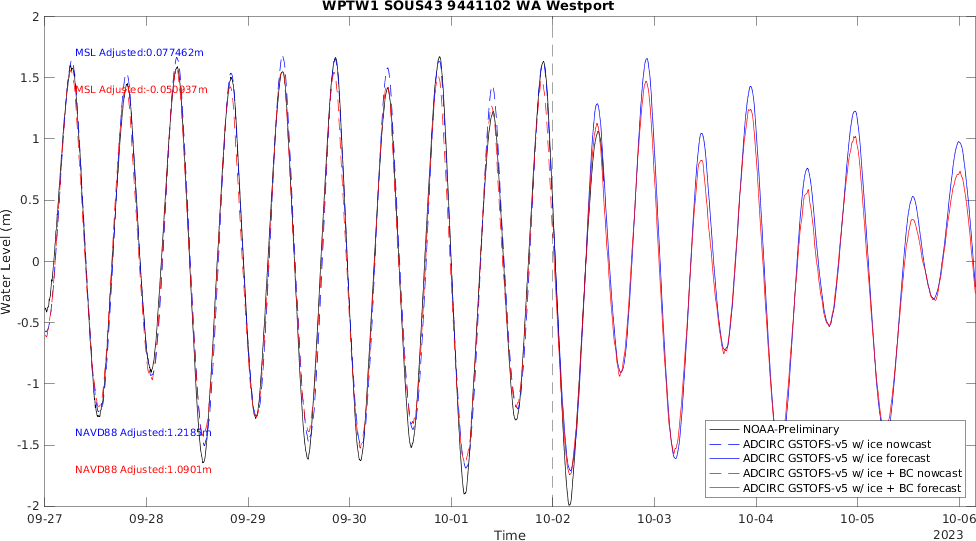 WPTW1 SOUS43 9441102 WA Westport
2
1.5
1
0.5
0
-0.5
-1
-1.5
-2
Water Level (m)
MSL Adjusted:0.077462m
MSL Adjusted:-0.050937m
NAVD88 Adjusted:1.2185m
NAVD88 Adjusted:1.0901m
NOAA-Preliminary
ADCIRC GSTOFS-v5 w/ ice nowcast
ADCIRC GSTOFS-v5 w/ ice forecast
ADCIRC GSTOFS-v5 w/ ice + BC nowcast
ADCIRC GSTOFS-v5 w/ ice + BC forecast
09-27 09-28 09-29 09-30 10-01 10-02 10-03 10-04 10-05 10-06
2023
Time